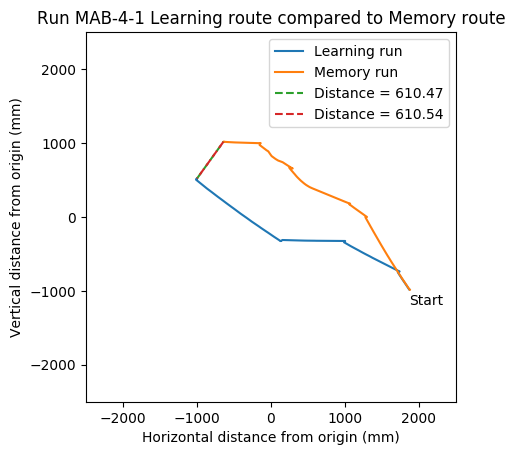 Run MAB-4-1 Learning route compared to Memory route
Learning run
Memory run
Distance = 610.47
Distance = 610.54
2000
1000
0
−1000
−2000
Vertical distance from origin (mm)
Start
−2000
−1000
0
1000
2000
Horizontal distance from origin (mm)